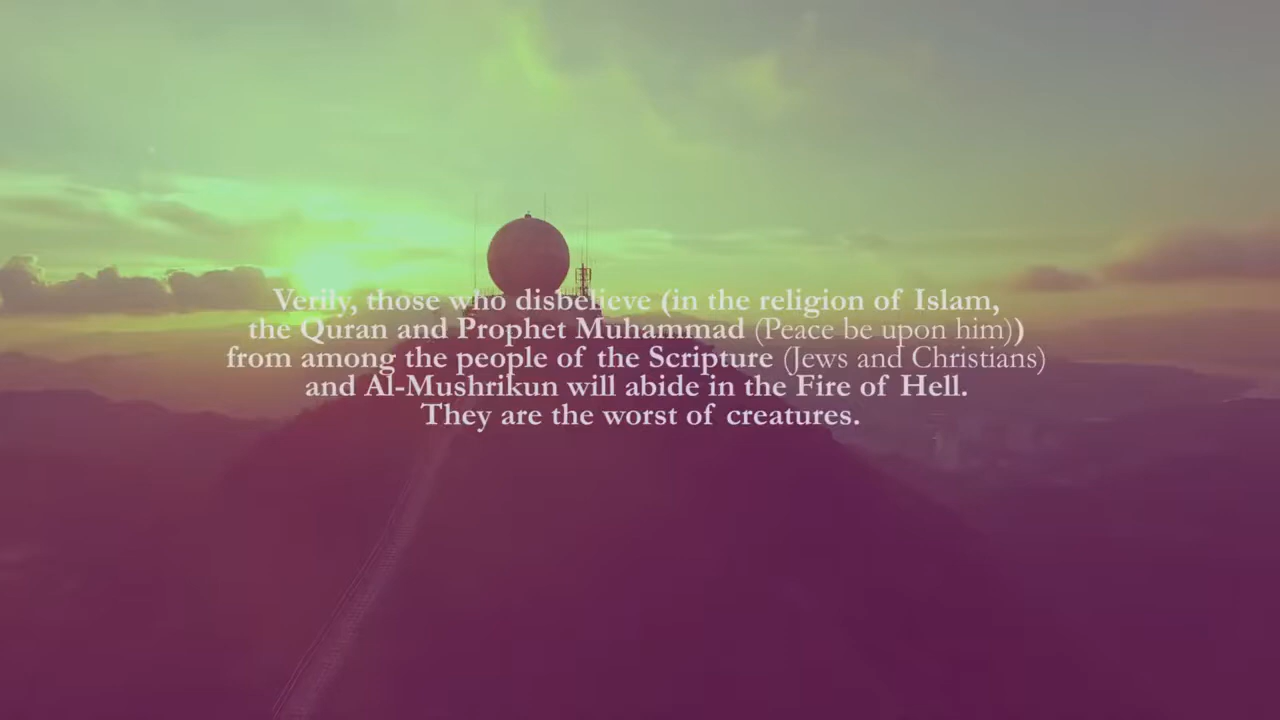 Verily, those who disbelieve (in the religion of Islam,
the Quran and Prophet Muhammad (Peace be upon him))
from among the people of the Scripture (Jews and Christians)
and Al-Mushrikun will abide in the Fire of Hell.
They are the worst of creatures.